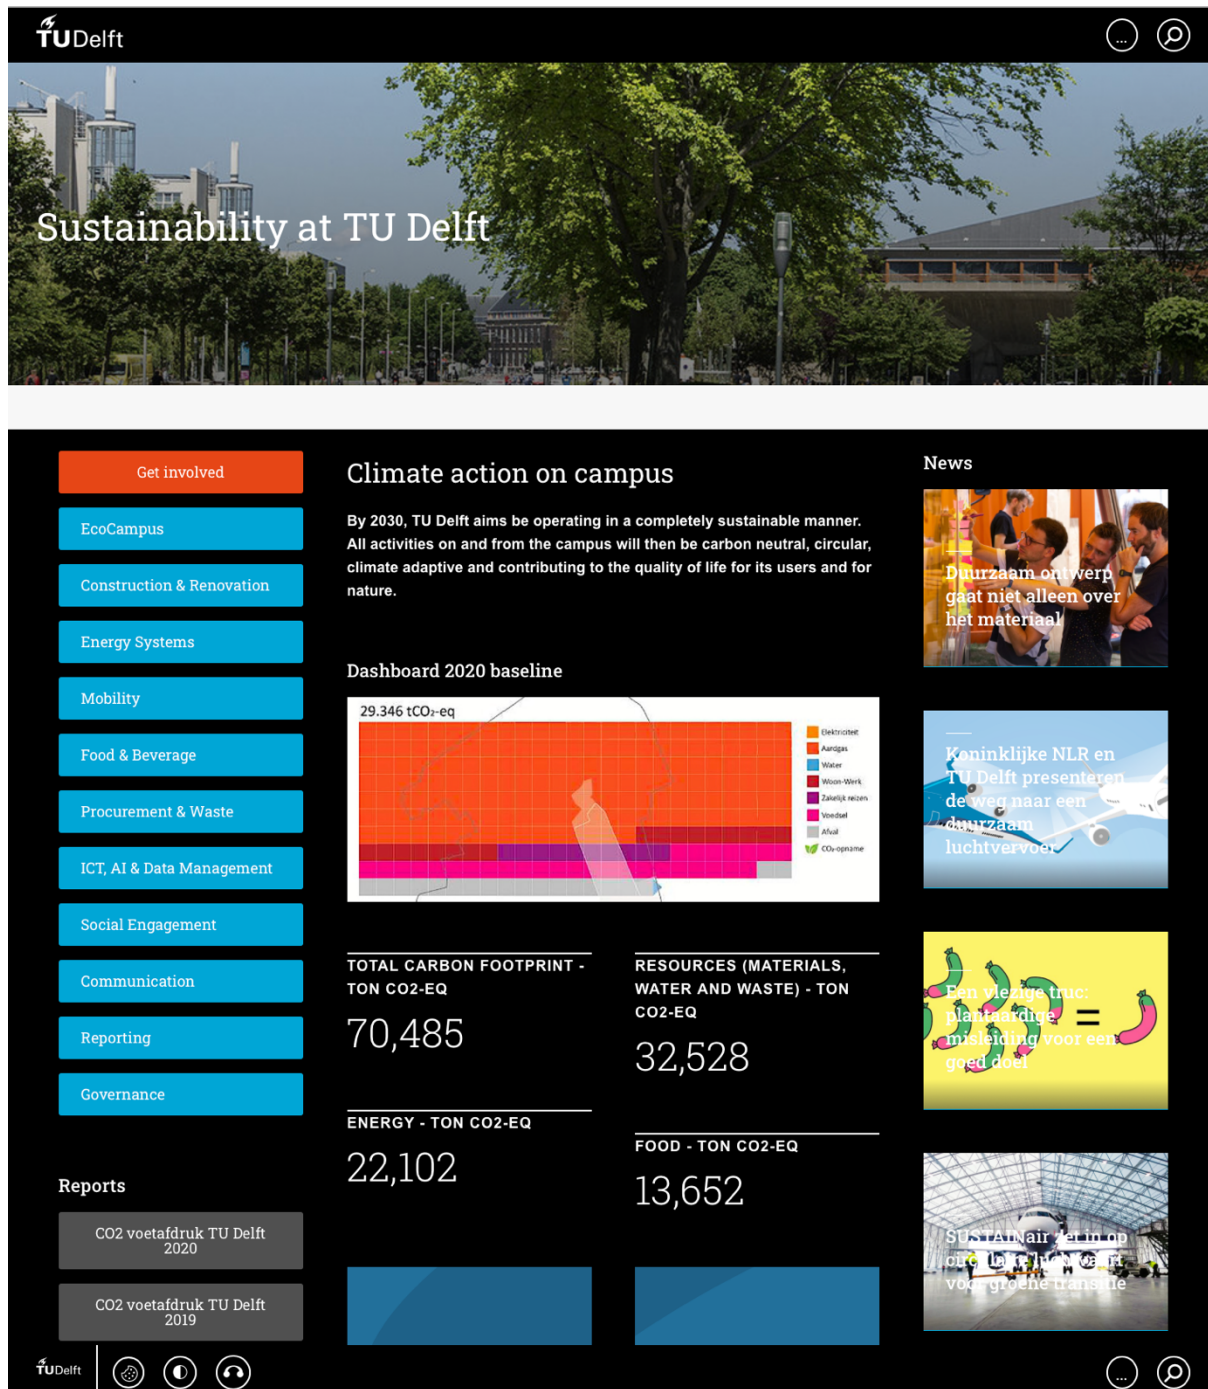 TUDelft
...
Sustainability at TU Delft
Get involved
EcoCampus
Construction & Renovation
Energy Systems
Mobility
Food & Beverage
Procurement & Waste
ICT, AI & Data Management
Social Engagement
Communication
Reporting
Governance
Reports
CO2 voetafdruk TU Delft
2020
CO2 voetafdruk TU Delft
2019
Climate action on campus
By 2030, TU Delft aims be operating in a completely sustainable manner.
All activities on and from the campus will then be carbon neutral, circular,
climate adaptive and contributing to the quality of life for its users and for
nature.
Dashboard 2020 baseline
29.346 tCO₂-eq
Elektriciteit
Aardgas
Water
Woon-Werk
Zakelijk reizen
Voedsel
Afval
CO₂-opname
TOTAL CARBON FOOTPRINT -
TON CO2-EQ
70,485
RESOURCES (MATERIALS,
WATER AND WASTE) - TON
CO2-EQ
32,528
ENERGY - TON CO2-EQ
22,102
FOOD - TON CO2-EQ
13,652
News
Duurzaam ontwerp
gaat niet alleen over
het materiaal
Koninklijke NLR en
TU Delft presenteren
de weg naar een
duurzaam
luchtvervoer
Een vlezige truc:
plantaardige =
misleiding voor een
goed doel
SUSTAINair zet in op
circulaire luchtvaart
voor groene transitie
TUDelft
...